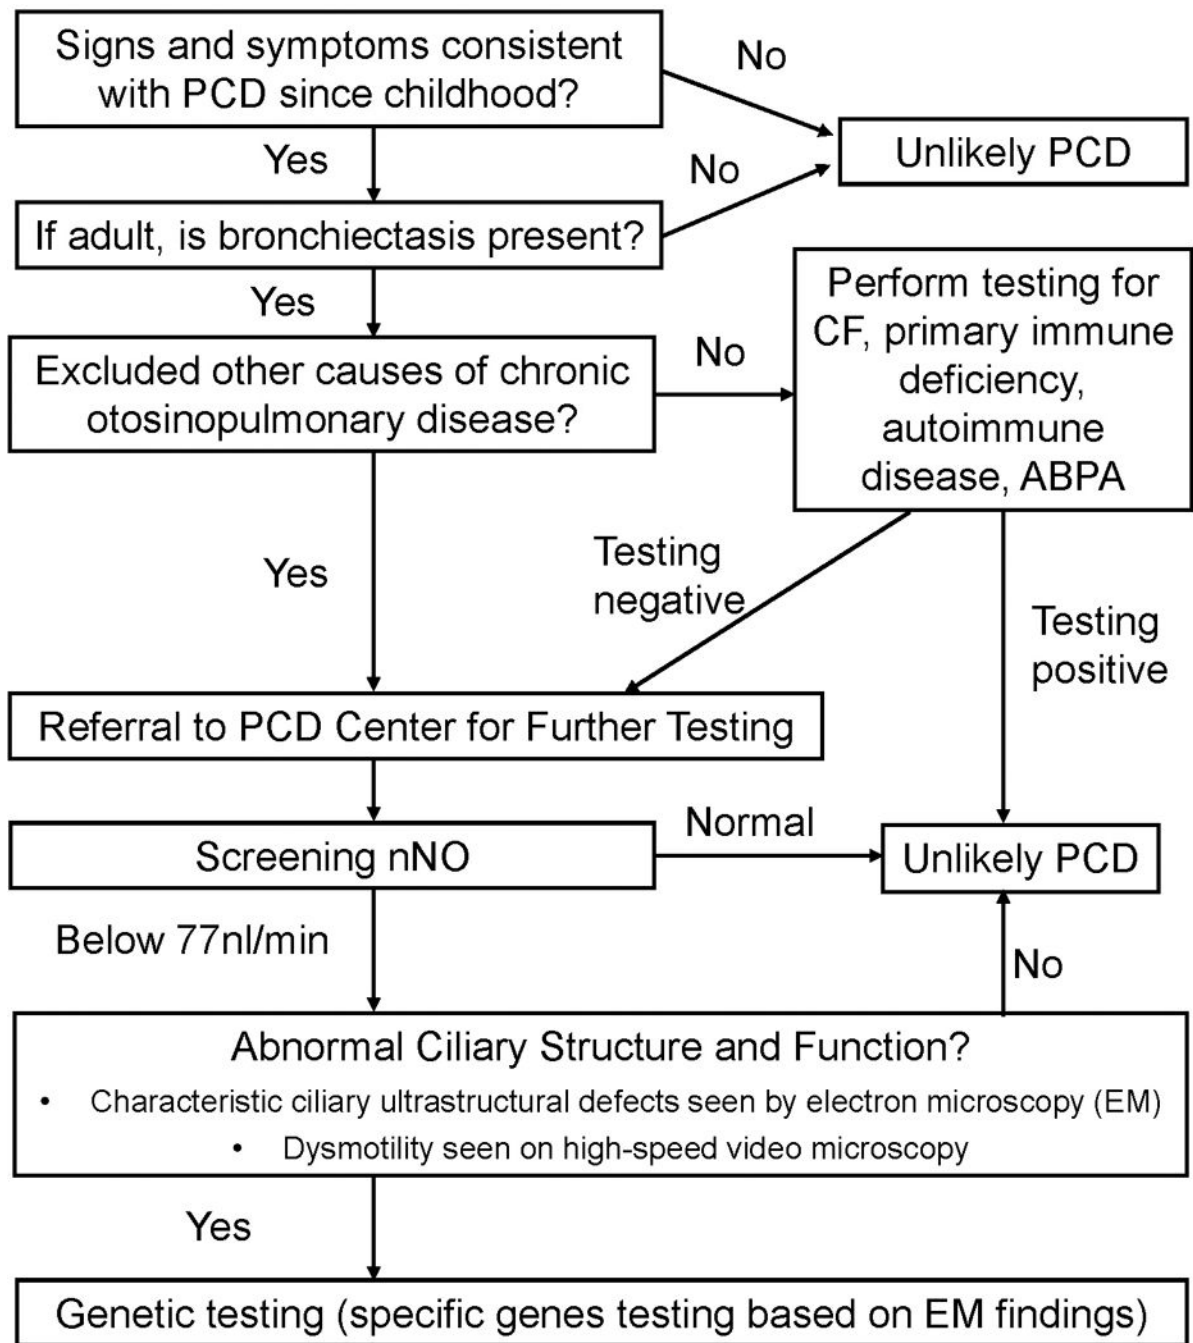 Signs and symptoms consistent
with PCD since childhood?
No
Unlikely PCD
Yes
No
If adult, is bronchiectasis present?
Yes
Perform testing for
CF, primary immune
deficiency,
autoimmune
disease, ABPA
Excluded other causes of chronic
otosinopulmonary disease?
No
Yes
Testing
negative
Testing
positive
Referral to PCD Center for Further Testing
Screening nNO
Normal
Unlikely PCD
Below 77nl/min
No
Abnormal Ciliary Structure and Function?
• Characteristic ciliary ultrastructural defects seen by electron microscopy (EM)
• Dysmotility seen on high-speed video microscopy
Yes
Genetic testing (specific genes testing based on EM findings)